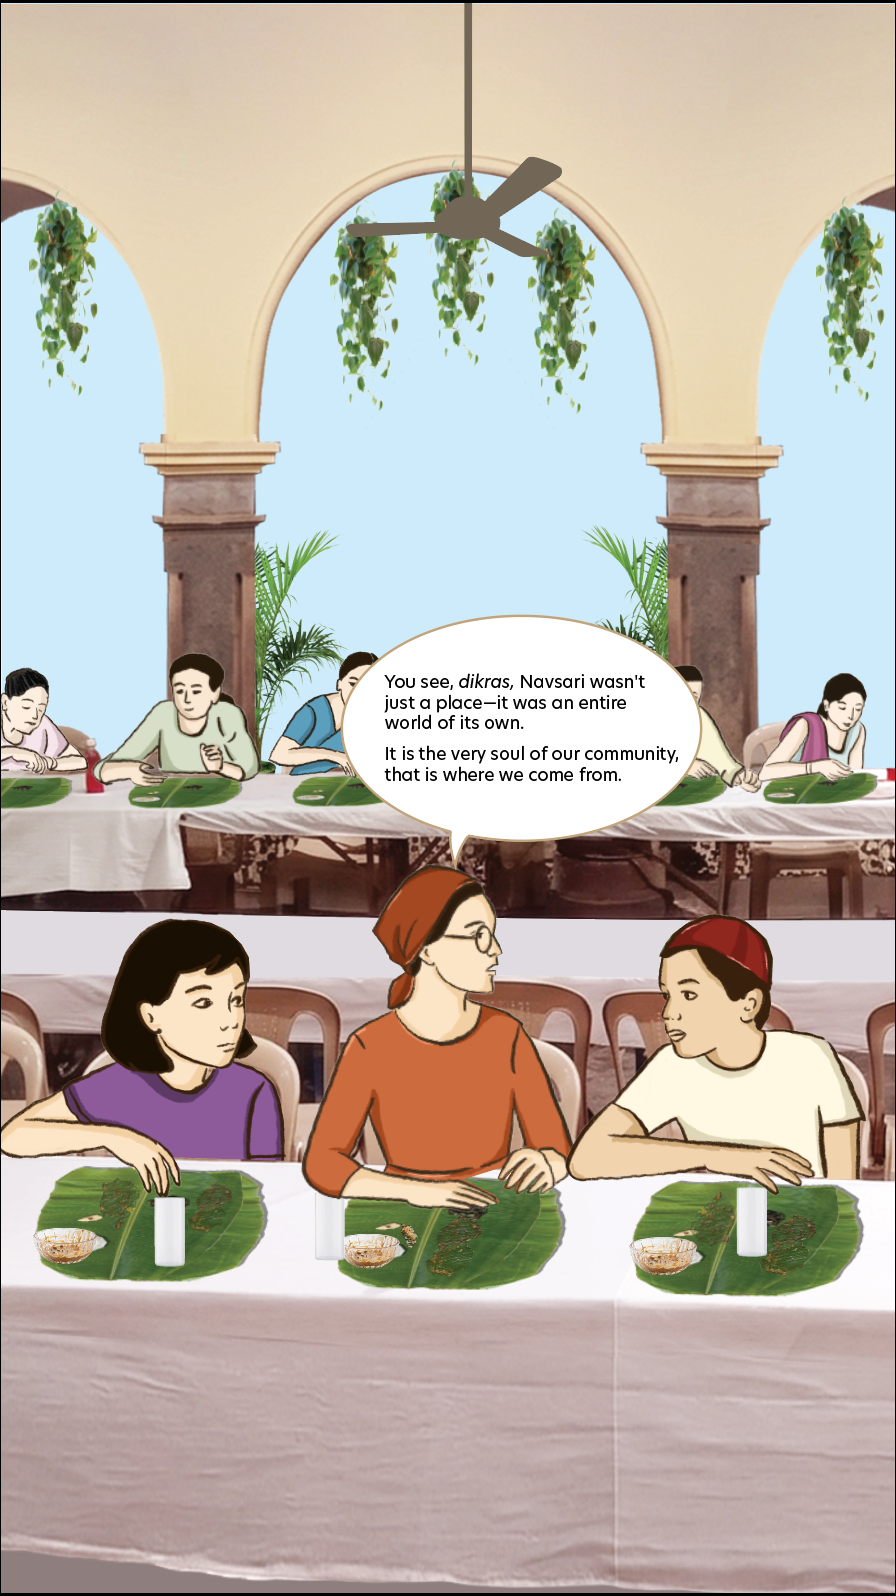 You see, dikras, Navsari wasn't
just a place—it was an entire
world of its own.
It is the very soul of our community,
that is where we come from.